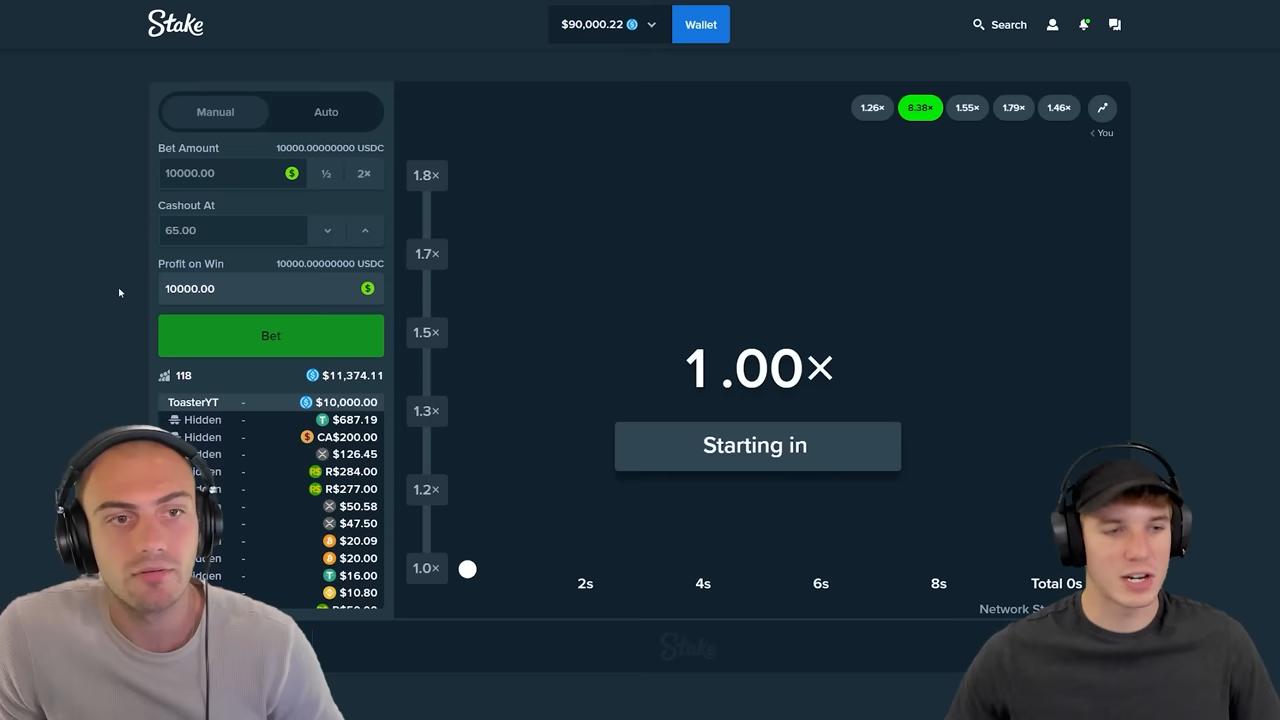 Stake
$90,000.22
Wallet
Search
Manual
Auto
1.26×
8.38×
1.55×
1.79×
1.46×
You
Bet Amount
10000.00000000 USDC
10000.00
½
2×
Cashout At
65.00
Profit on Win
10000.00000000 USDC
10000.00
Bet
118
$11,374.11
ToasterYT
-
$10,000.00
Hidden
-
$687.19
Hidden
-
CA$200.00
-
$126.45
-
R$284.00
-
R$277.00
-
$50.58
-
$47.50
-
$20.09
-
$20.00
-
$16.00
-
$10.80
1.8×
1.7×
1.5×
1.3×
1.2×
1.0×
1.00×
Starting in
2s
4s
6s
8s
Total 0s
Network
Stake